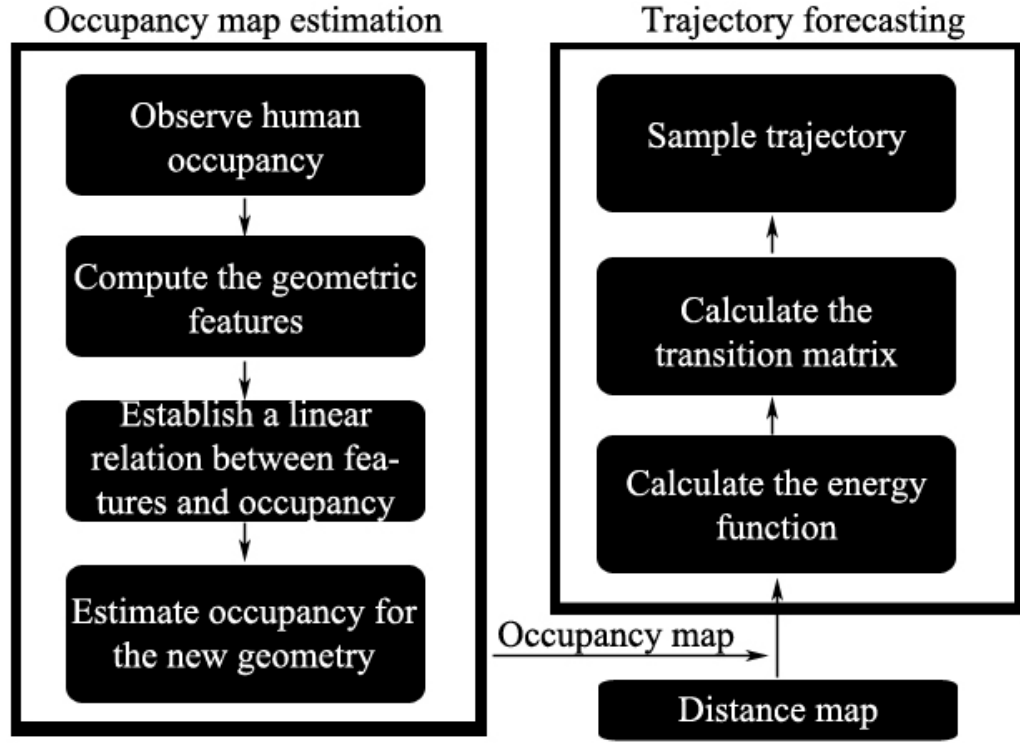 Occupancy map estimation
Observe human
occupancy
Compute the geometric
features
Establish a linear
relation between fea-
tures and occupancy
Estimate occupancy for
the new geometry
Trajectory forecasting
Sample trajectory
Calculate the
transition matrix
Calculate the energy
function
Occupancy map
Distance map